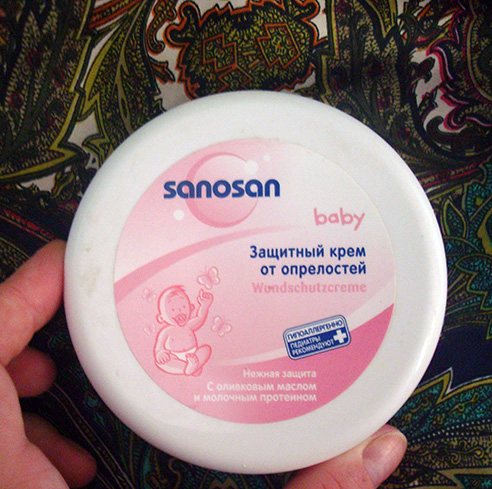 sanosan
baby
Защитный крем
от опрелостей
Wundschutzcreme
ГИПОАЛЛЕРГЕННО
ПЕДИАТРЫ
РЕКОМЕНДУЮТ
Нежная защита
С оливковым маслом
и молочным протеином